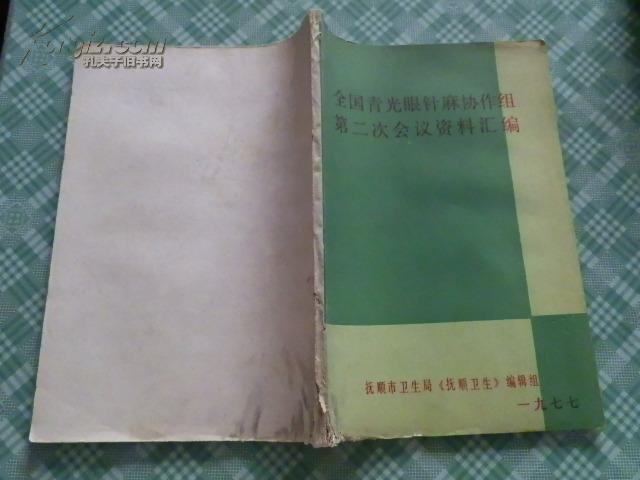 孔夫子旧书网
全国青光眼针麻协作组
第二次会议资料汇编
抚顺市卫生局《抚顺卫生》编辑组
一九七七